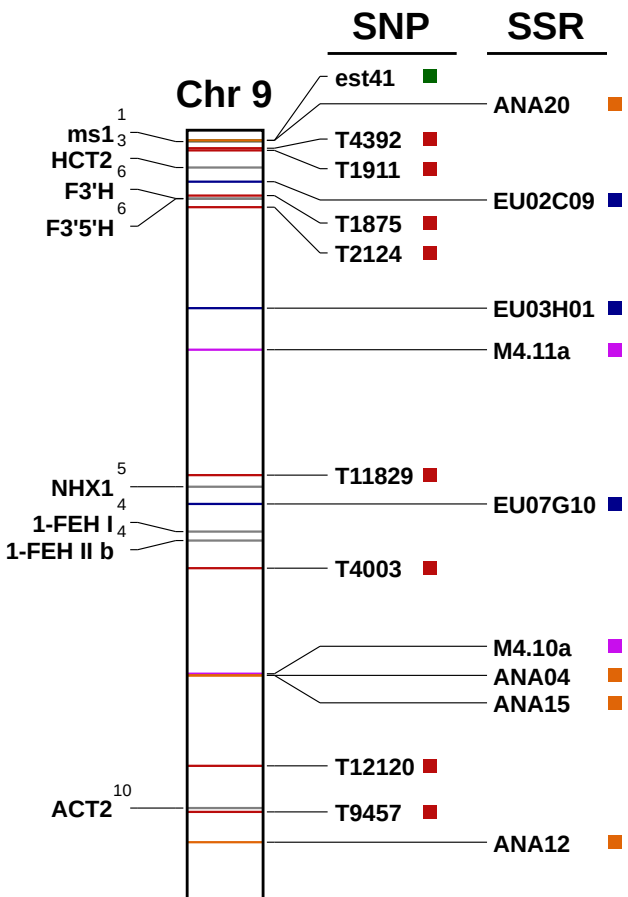 SNP SSR
Chr 9
est41
ANA20
ms1 1
T4392
HCT2 3
T1911
F3'H 6
EU02C09
F3'5'H 6
T1875
T2124
EU03H01
M4.11a
T11829
NHX1 5
EU07G10
1-FEH I 4
1-FEH II b 4
T4003
M4.10a
ANA04
ANA15
T12120
ACT2 10
T9457
ANA12